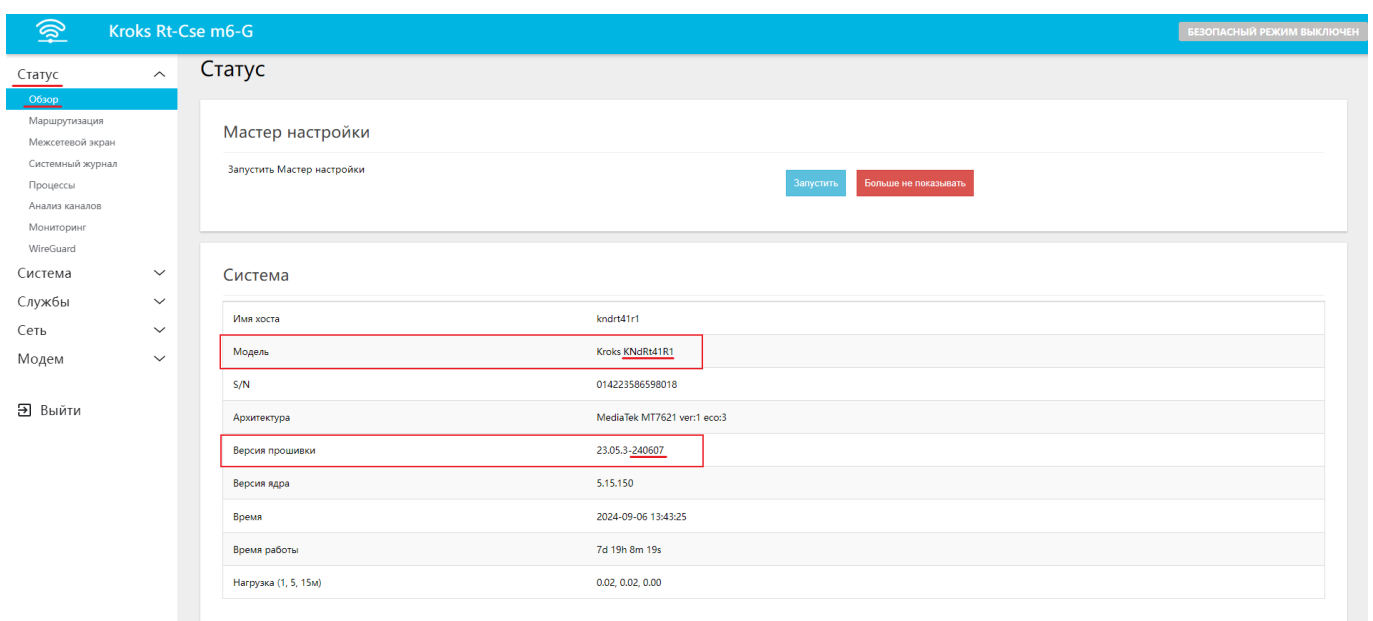 Kroks Rt-Cse m6-G
БЕЗОПАСНЫЙ РЕЖИМ ВЫКЛЮЧЕН
Статус
Обзор
Маршрутизация
Межсетевой экран
Системный журнал
Процессы
Анализ каналов
Мониторинг
WireGuard
Система
Службы
Сеть
Модем
Выйти
Статус
Мастер настройки
Запустить Мастер настройки
Запустить
Больше не показывать
Система
Имя хоста kndrt41r1
Модель Kroks KNdRt41R1
S/N 014223586598018
Архитектура MediaTek MT7621 ver:1 eco:3
Версия прошивки 23.05.3-240607
Версия ядра 5.15.150
Время 2024-09-06 13:43:25
Время работы 7d 19h 8m 19s
Нагрузка (1, 5, 15м) 0.02, 0.02, 0.00